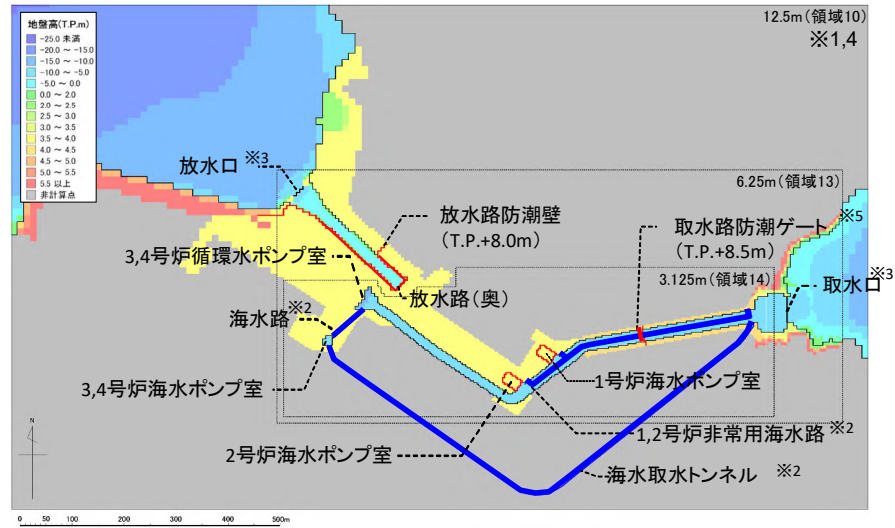 地盤高(T.P.m)
-25.0 未満
-20.0 ～ -15.0
-15.0 ～ -10.0
-10.0 ～ -5.0
-5.0 ～ 0.0
0.0 ～ 2.0
2.0 ～ 2.5
2.5 ～ 3.0
3.0 ～ 3.5
3.5 ～ 4.0
4.0 ～ 4.5
4.5 ～ 5.0
5.0 ～ 5.5
5.5 以上
非計算点
12.5m(領域10)
※1,4
放水口 ※3
6.25m(領域13)
放水路防潮壁
(T.P.+8.0m)
取水路防潮ゲート ※5
(T.P.+8.5m)
3,4号炉循環水ポンプ室
3.125m(領域14)
取水口 ※3
放水路(奥)
海水路 ※2
3,4号炉海水ポンプ室
1号炉海水ポンプ室
1,2号炉非常用海水路 ※2
2号炉海水ポンプ室
海水取水トンネル ※2
N
0 50 100 200 300 400 500m